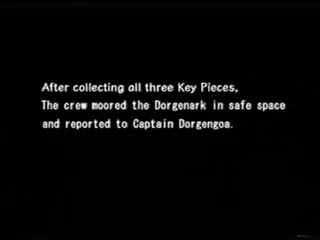 After collecting all three Key Pieces,
The crew moored the Dorgenark in safe space
and reported to Captain Dorgengoa.